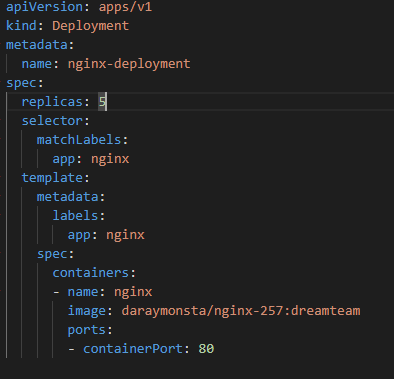 apiVersion: apps/v1
kind: Deployment
metadata:
  name: nginx-deployment
spec:
  replicas: 5
  selector:
    matchLabels:
      app: nginx
  template:
    metadata:
      labels:
        app: nginx
    spec:
      containers:
      - name: nginx
        image: daraymonsta/nginx-257:dreamteam
        ports:
        - containerPort: 80